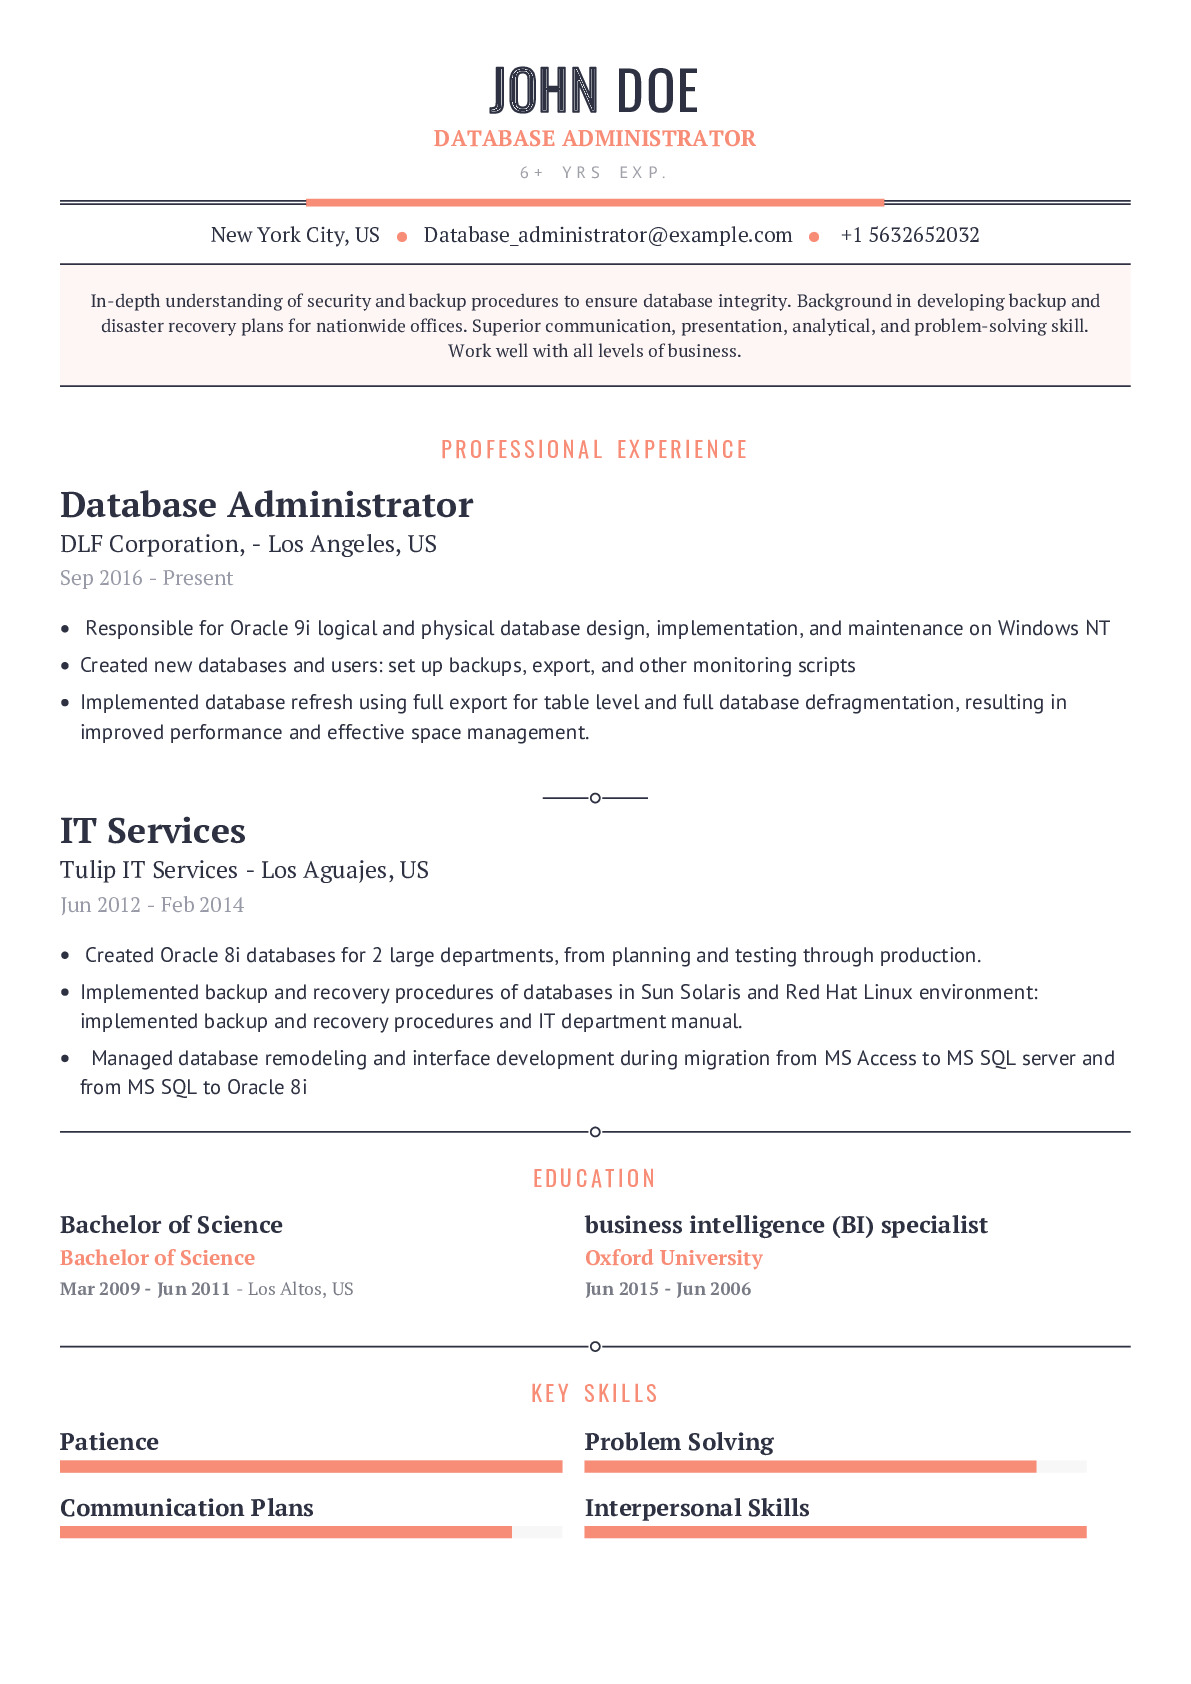 JOHN DOE
DATABASE ADMINISTRATOR
6+ YRS EXP.
New York City, US ● Database_administrator@example.com ● +1 5632652032
In-depth understanding of security and backup procedures to ensure database integrity. Background in developing backup and
disaster recovery plans for nationwide offices. Superior communication, presentation, analytical, and problem-solving skill.
Work well with all levels of business.
PROFESSIONAL EXPERIENCE
Database Administrator
DLF Corporation, - Los Angeles, US
Sep 2016 - Present
• Responsible for Oracle 9i logical and physical database design, implementation, and maintenance on Windows NT
• Created new databases and users: set up backups, export, and other monitoring scripts
• Implemented database refresh using full export for table level and full database defragmentation, resulting in
improved performance and effective space management.
IT Services
Tulip IT Services - Los Aguajes, US
Jun 2012 - Feb 2014
• Created Oracle 8i databases for 2 large departments, from planning and testing through production.
• Implemented backup and recovery procedures of databases in Sun Solaris and Red Hat Linux environment:
implemented backup and recovery procedures and IT department manual.
• Managed database remodeling and interface development during migration from MS Access to MS SQL server and
from MS SQL to Oracle 8i
EDUCATION
Bachelor of Science
Bachelor of Science
Mar 2009 - Jun 2011 - Los Altos, US
business intelligence (BI) specialist
Oxford University
Jun 2015 - Jun 2006
KEY SKILLS
Patience
Problem Solving
Communication Plans
Interpersonal Skills